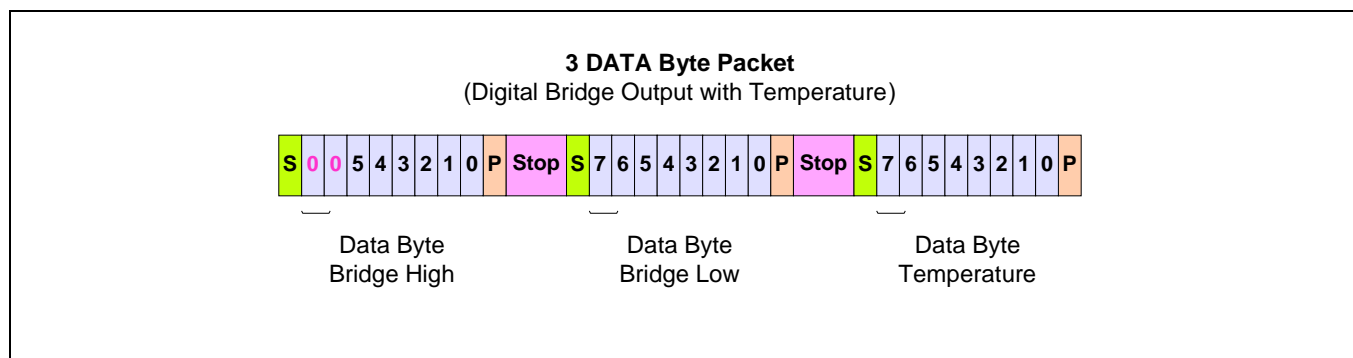 3 DATA Byte Packet
(Digital Bridge Output with Temperature)
S 0 0 5 4 3 2 1 0 P Stop S 7 6 5 4 3 2 1 0 P Stop S 7 6 5 4 3 2 1 0 P
Data Byte
Bridge High
Data Byte
Bridge Low
Data Byte
Temperature